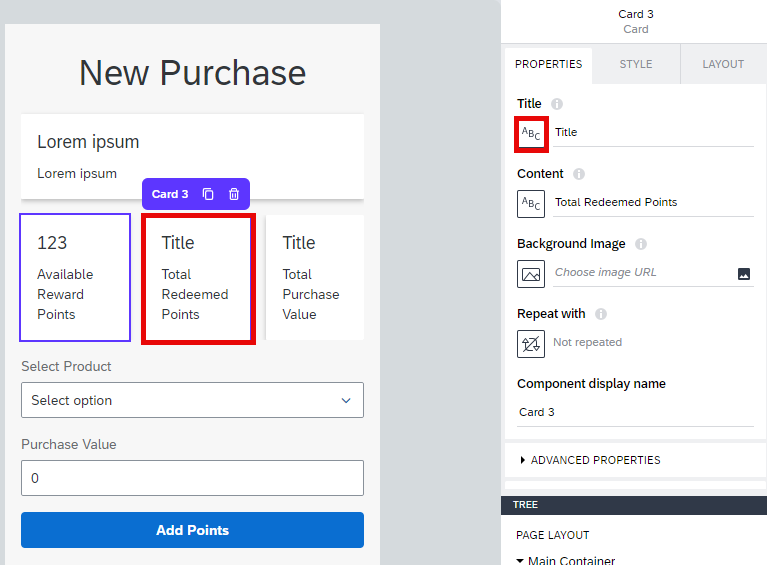 New Purchase
Lorem ipsum
Lorem ipsum
Card 3
123
Available
Reward
Points
Title
Total
Redeemed
Points
Title
Total
Purchase
Value
Select Product
Select option
Purchase Value
0
Add Points
Card 3
Card
PROPERTIES
STYLE
LAYOUT
Title
ABC
Title
Content
ABC
Total Redeemed Points
Background Image
Choose image URL
Repeat with
Not repeated
Component display name
Card 3
ADVANCED PROPERTIES
TREE
PAGE LAYOUT
Main Container